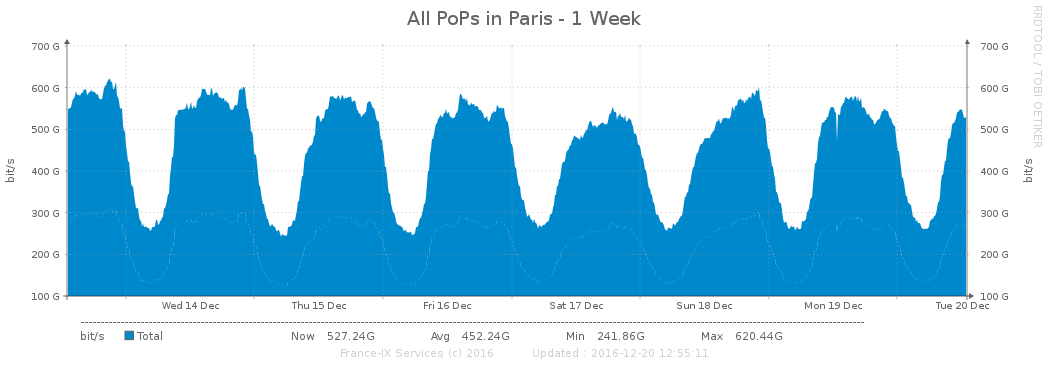 All PoPs in Paris - 1 Week
RRDTOOL / TOBI OETIKER
700 G 700 G
600 G 600 G
500 G 500 G
bit/s 400 G 400 G bit/s
300 G 300 G
200 G 200 G
100 G 100 G
Wed 14 Dec Thu 15 Dec Fri 16 Dec Sat 17 Dec Sun 18 Dec Mon 19 Dec Tue 20 Dec
bit/s Total Now 527.24G Avg 452.24G Min 241.86G Max 620.44G
France-IX Services (c) 2016 Updated : 2016-12-20 12:55:11